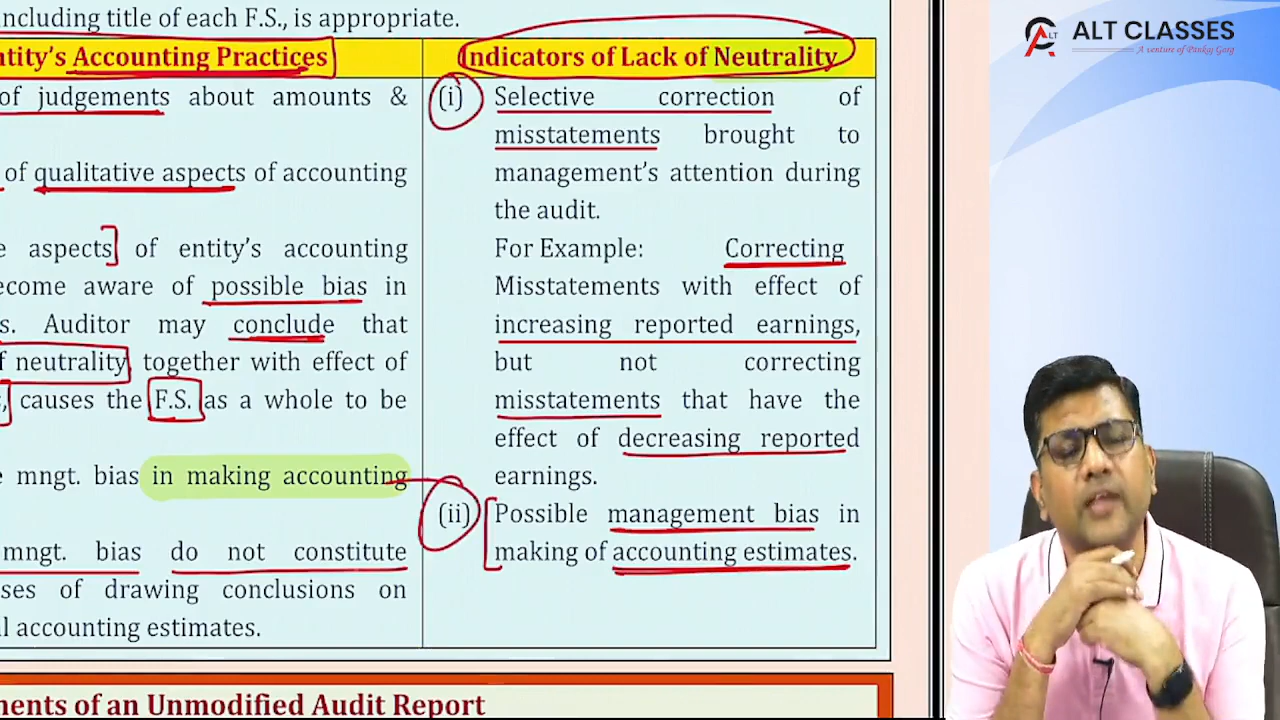 including title of each F.S., is appropriate.
ntity's Accounting Practices
of judgements about amounts &
of qualitative aspects of accounting
e aspects of entity's accounting
ecome aware of possible bias in
s. Auditor may conclude that
f neutrality, together with effect of
, causes the F.S. as a whole to be
e mngt. bias in making accounting
mngt. bias do not constitute
ses of drawing conclusions on
l accounting estimates.
Indicators of Lack of Neutrality
(i) Selective correction of
misstatements brought to
management's attention during
the audit.
For Example: Correcting
Misstatements with effect of
increasing reported earnings,
but not correcting
misstatements that have the
effect of decreasing reported
earnings.
(ii) Possible management bias in
making of accounting estimates.
nents of an Unmodified Audit Report
ALT
ALT CLASSES
A venture of Pankaj Garg